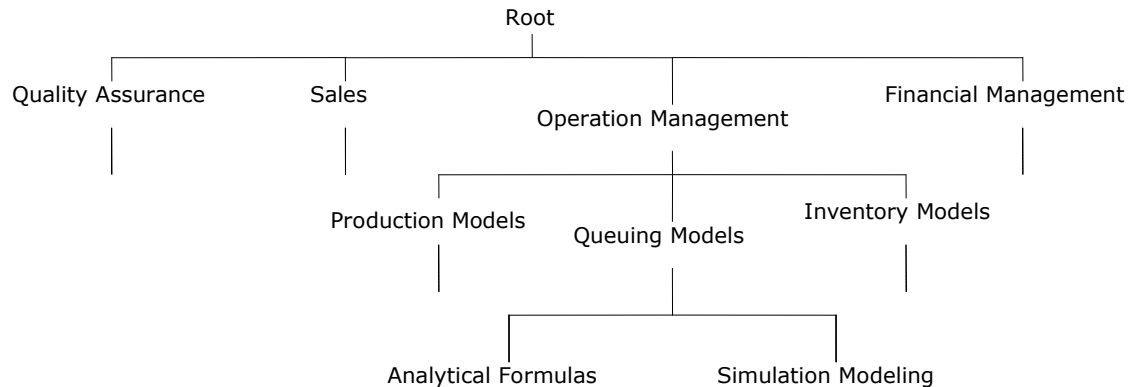 Root
Quality Assurance
Sales
Operation Management
Financial Management
Production Models
Queuing Models
Inventory Models
Analytical Formulas
Simulation Modeling